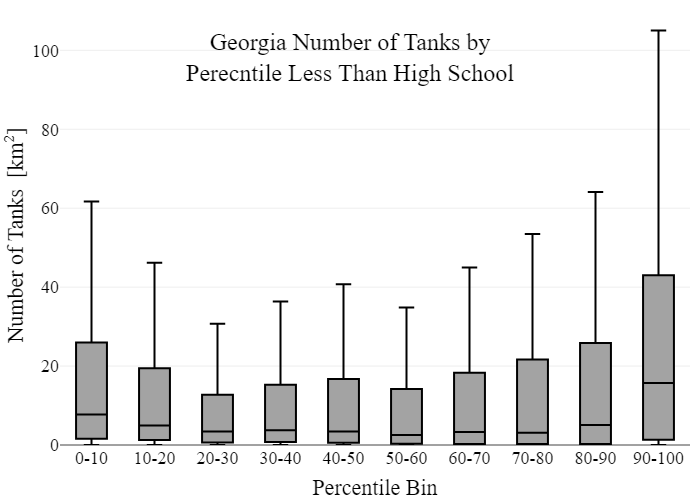 Georgia Number of Tanks by
Perecntile Less Than High School
Number of Tanks [km²]
100
80
60
40
20
0
0-10 10-20 20-30 30-40 40-50 50-60 60-70 70-80 80-90 90-100
Percentile Bin